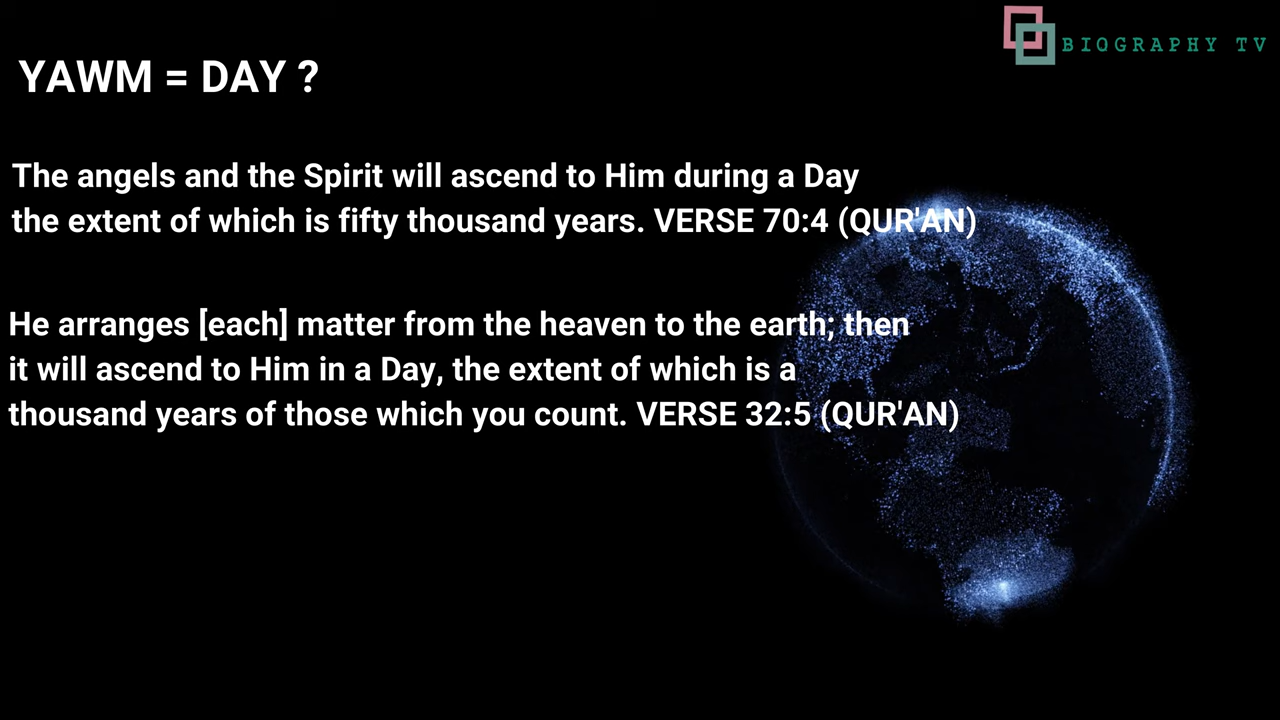 BIOGRAPHY TV
YAWM = DAY ?
The angels and the Spirit will ascend to Him during a Day
the extent of which is fifty thousand years. VERSE 70:4 (QUR'AN)
He arranges [each] matter from the heaven to the earth; then
it will ascend to Him in a Day, the extent of which is a
thousand years of those which you count. VERSE 32:5 (QUR'AN)